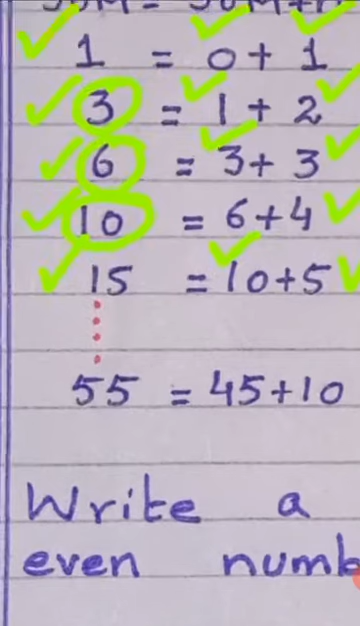 1 = 0 + 1
3 = 1 + 2
6 = 3 + 3
10 = 6 + 4
15 = 10 + 5
55 = 45 + 10
Write a
even